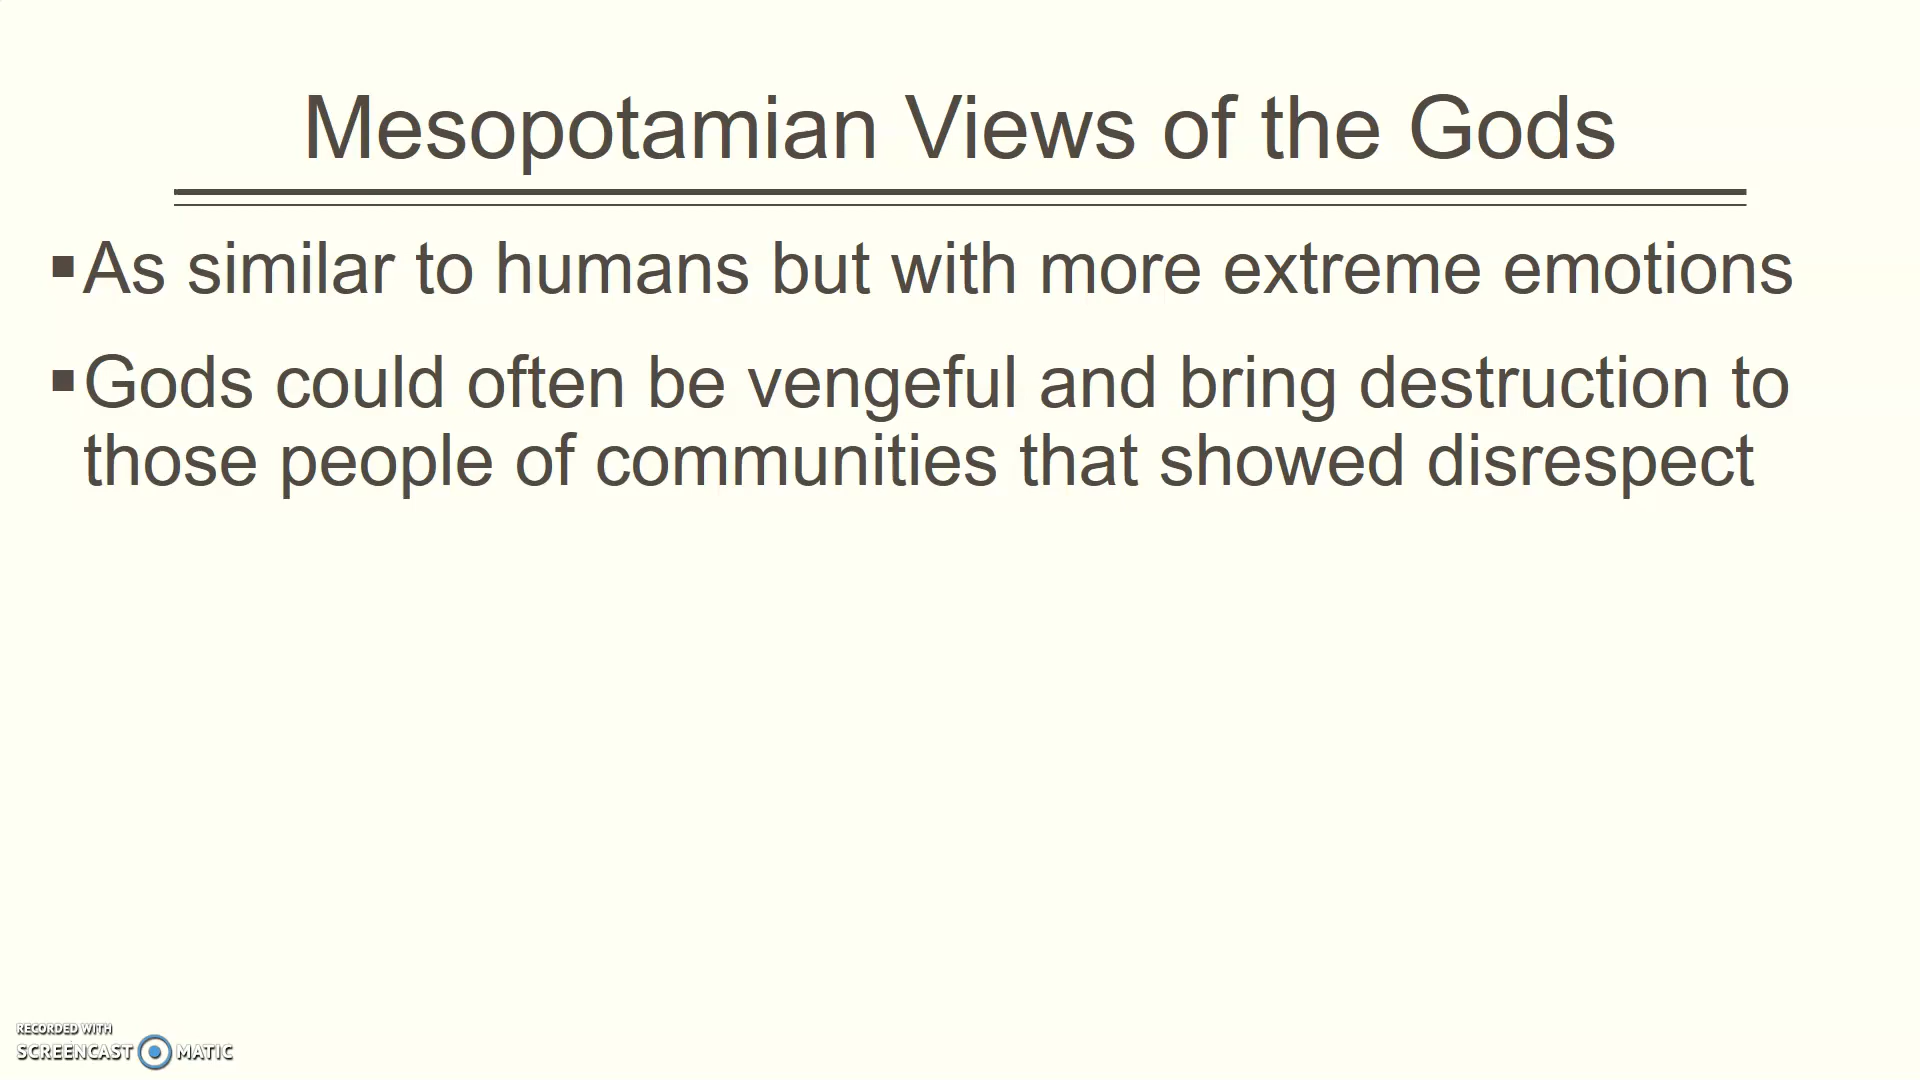 Mesopotamian Views of the Gods
▪As similar to humans but with more extreme emotions
▪Gods could often be vengeful and bring destruction to
those people of communities that showed disrespect
RECORDED WITH
SCREENCAST MATIC